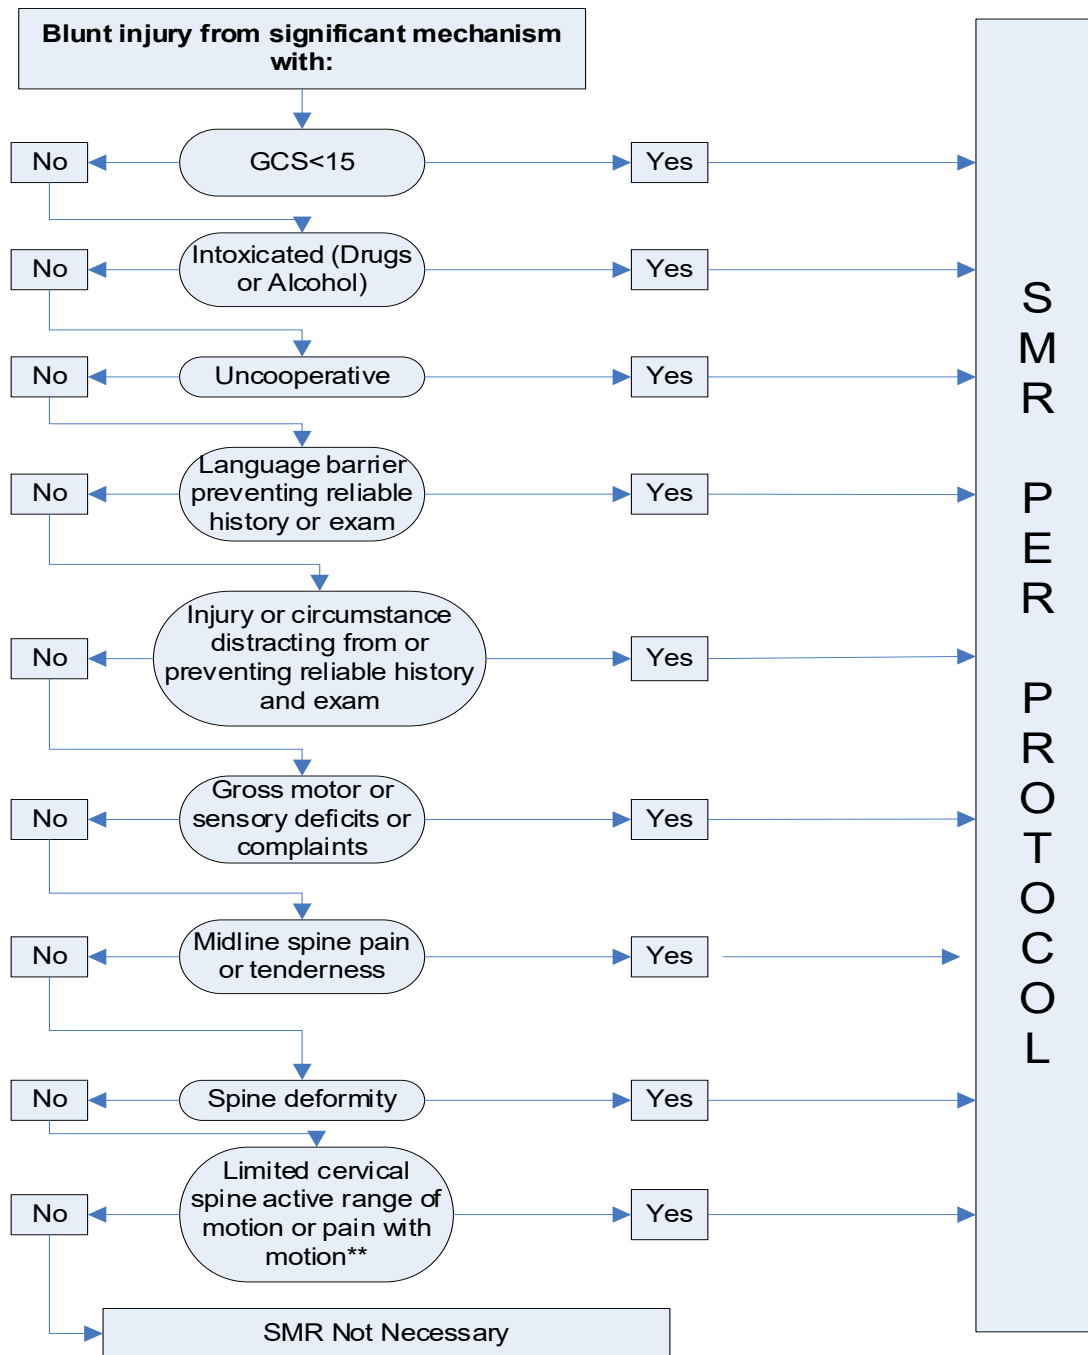 Blunt injury from significant mechanism
with:
No
GCS<15
Yes
No
Intoxicated (Drugs
or Alcohol)
Yes
No
Uncooperative
Yes
No
Language barrier
preventing reliable
history or exam
Yes
No
Injury or circumstance
distracting from or
preventing reliable history
and exam
Yes
No
Gross motor or
sensory deficits or
complaints
Yes
No
Midline spine pain
or tenderness
Yes
No
Spine deformity
Yes
No
Limited cervical
spine active range of
motion or pain with
motion**
Yes
SMR Not Necessary
SMR PER PROTOCOL